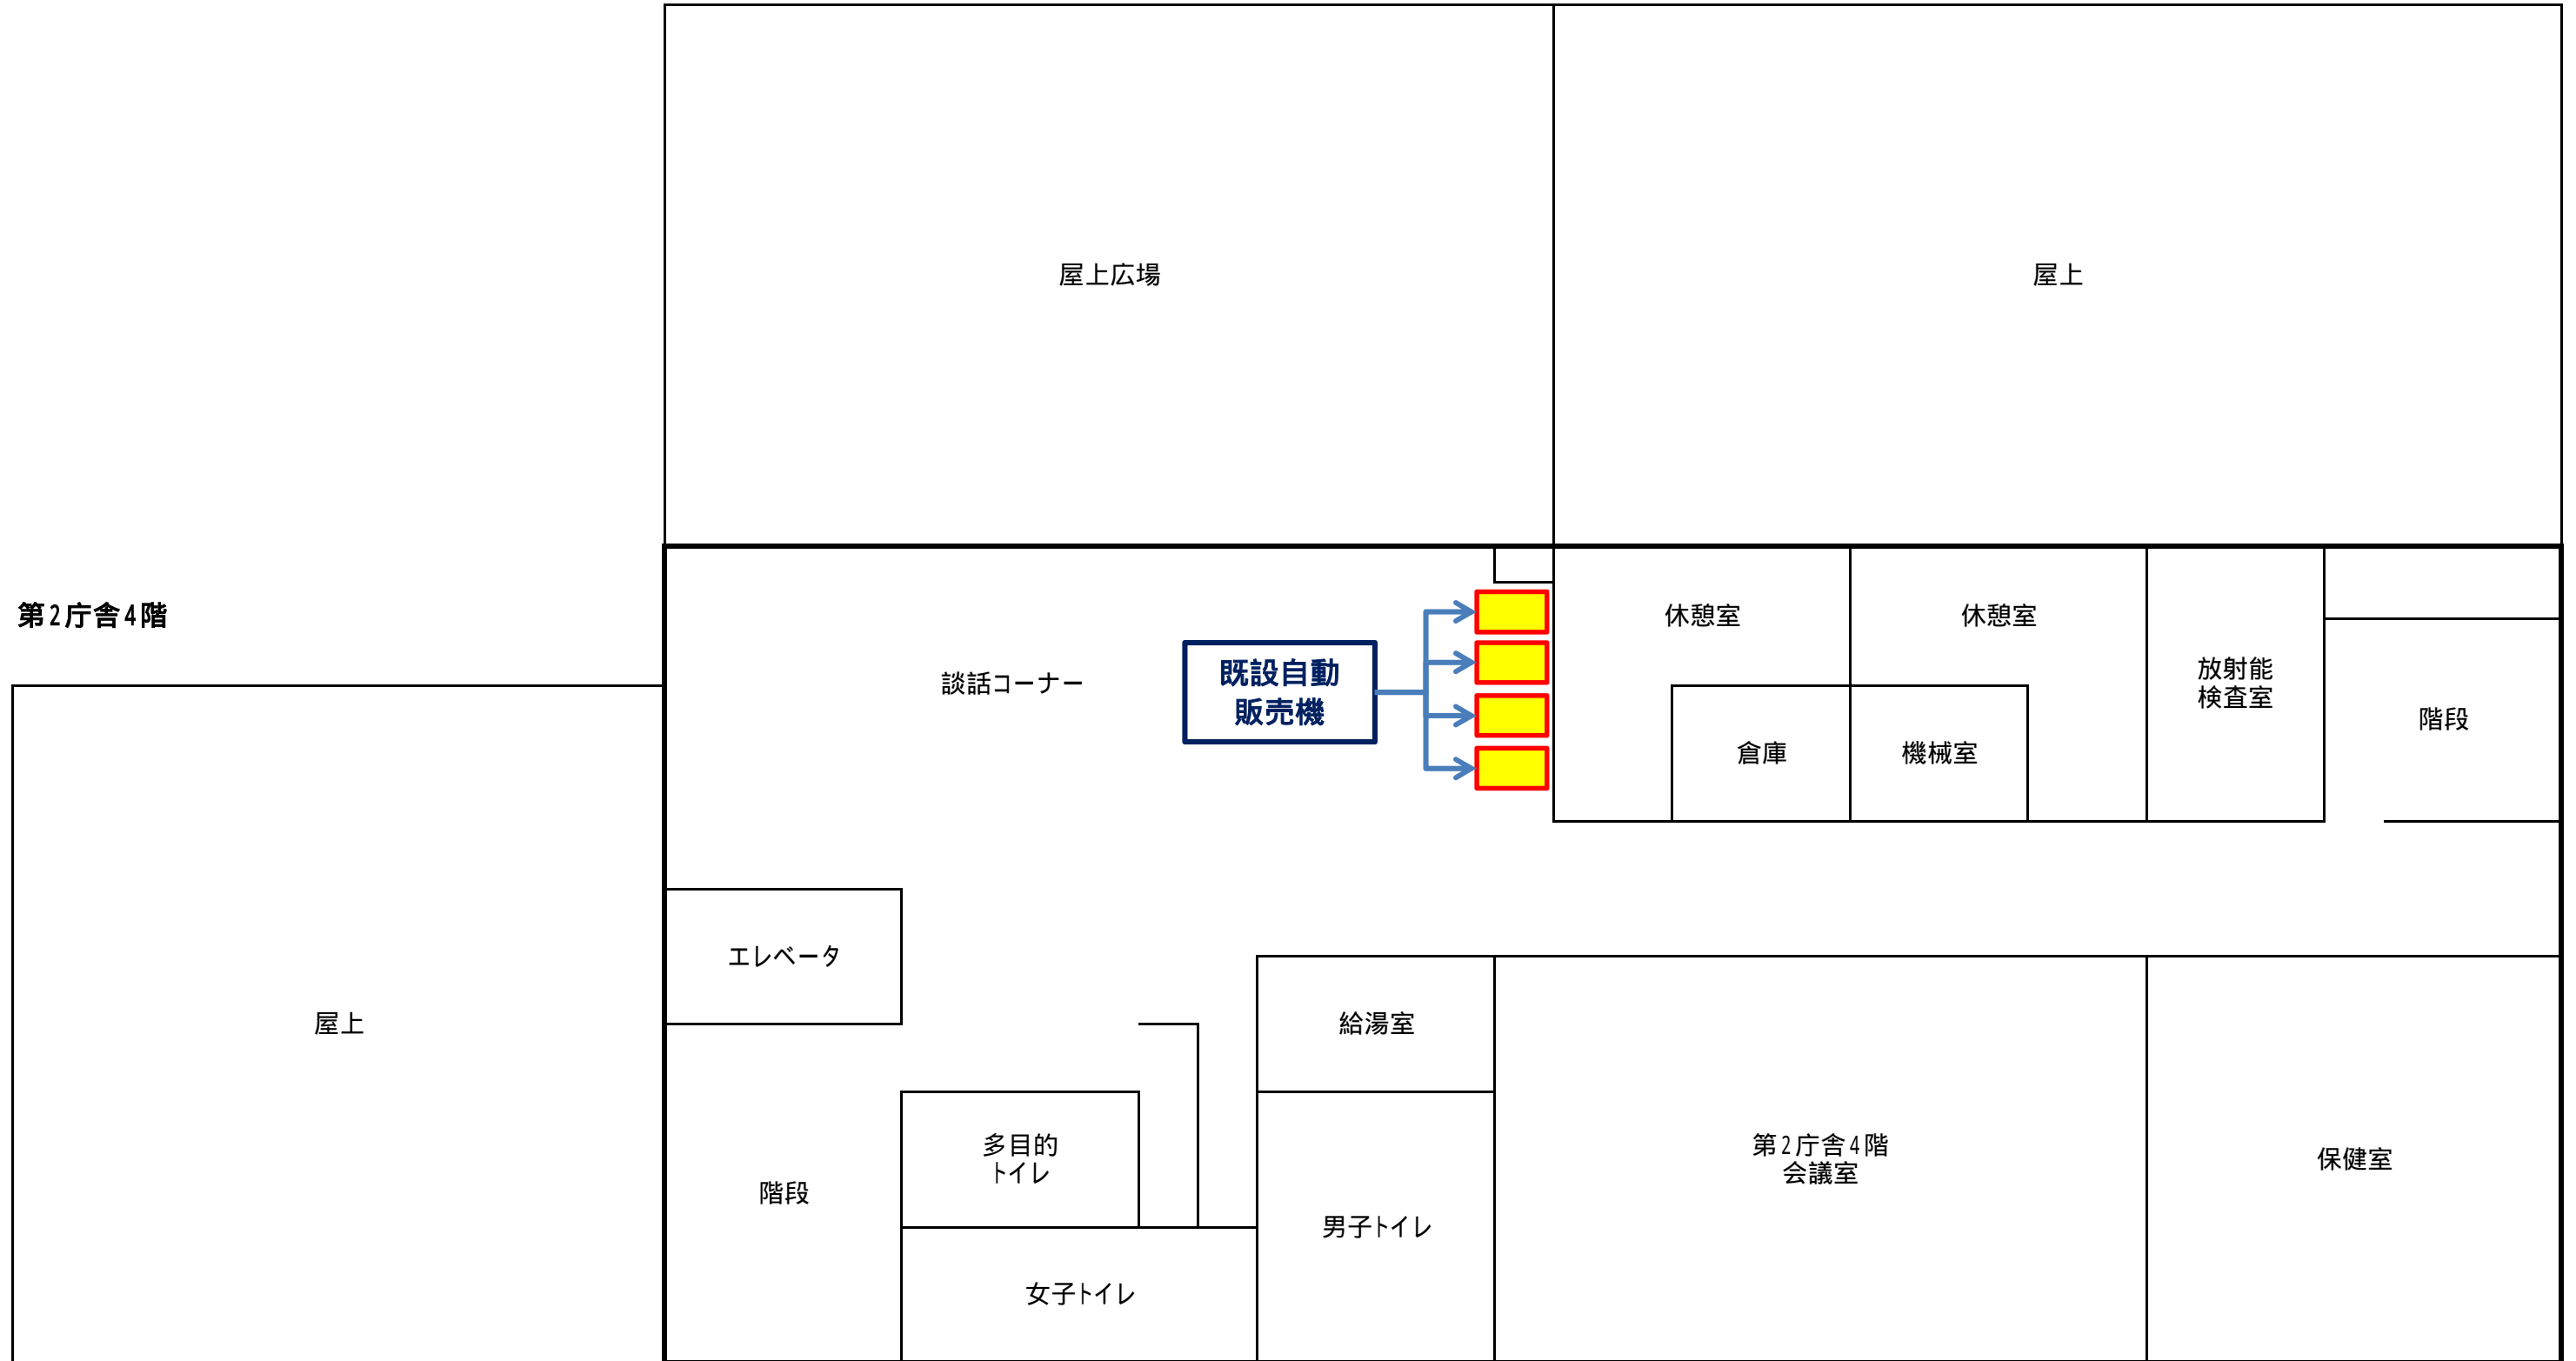 屋上広場
屋上
第2庁舎4階
談話コーナー
既設自動
販売機
休憩室
休憩室
放射能
検査室
階段
倉庫
機械室
エレベータ
屋上
給湯室
多目的
トイレ
階段
男子トイレ
女子トイレ
第2庁舎4階
会議室
保健室